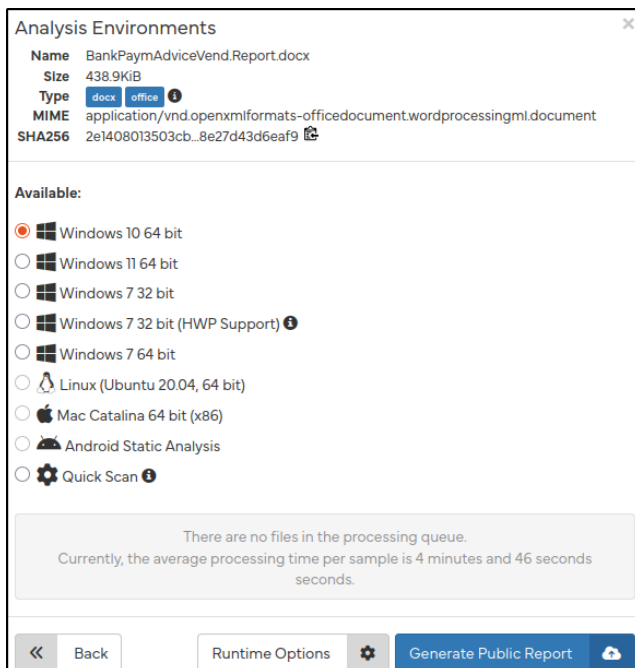 Analysis Environments
Name BankPaymAdviceVend.Report.docx
Size 438.9KiB
Type docx office
MIME application/vnd.openxmlformats-officedocument.wordprocessingml.document
SHA256 2e1408013503cb...8e27d43d6eaf9
Available:
Windows 10 64 bit
Windows 11 64 bit
Windows 7 32 bit
Windows 7 32 bit (HWP Support)
Windows 7 64 bit
Linux (Ubuntu 20.04, 64 bit)
Mac Catalina 64 bit (x86)
Android Static Analysis
Quick Scan
There are no files in the processing queue.
Currently, the average processing time per sample is 4 minutes and 46 seconds
seconds.
Back Runtime Options Generate Public Report